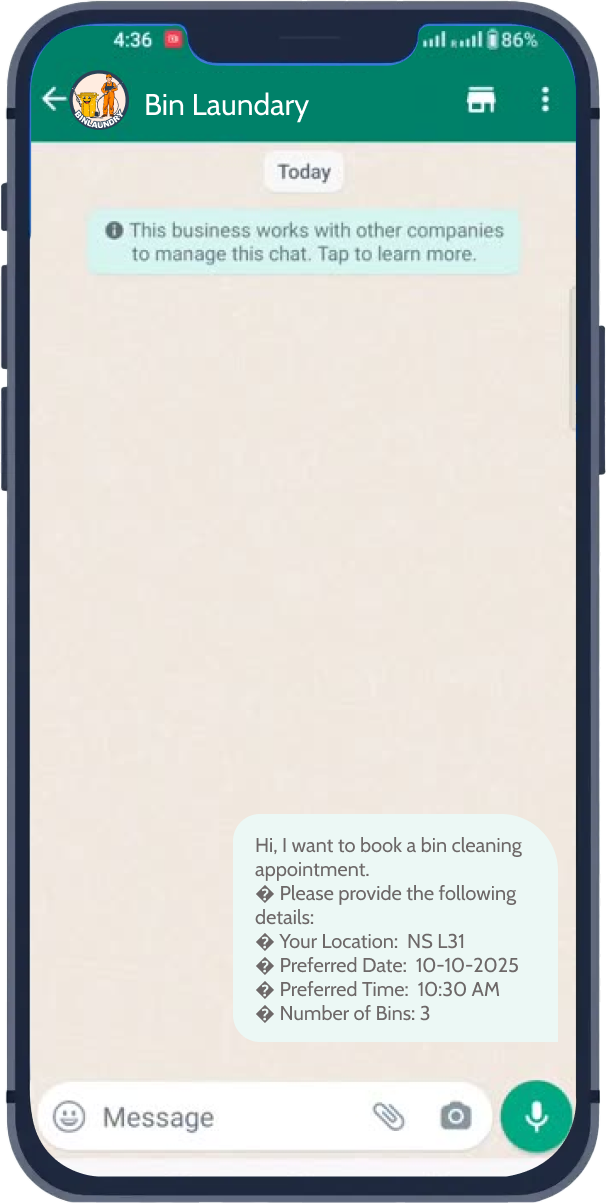 4:36
86%
Bin Laundary
BINLAUNDRY
Today
This business works with other companies
to manage this chat. Tap to learn more.
Hi, I want to book a bin cleaning
appointment.
� Please provide the following
details:
� Your Location: NS L31
� Preferred Date: 10-10-2025
� Preferred Time: 10:30 AM
� Number of Bins: 3
Message